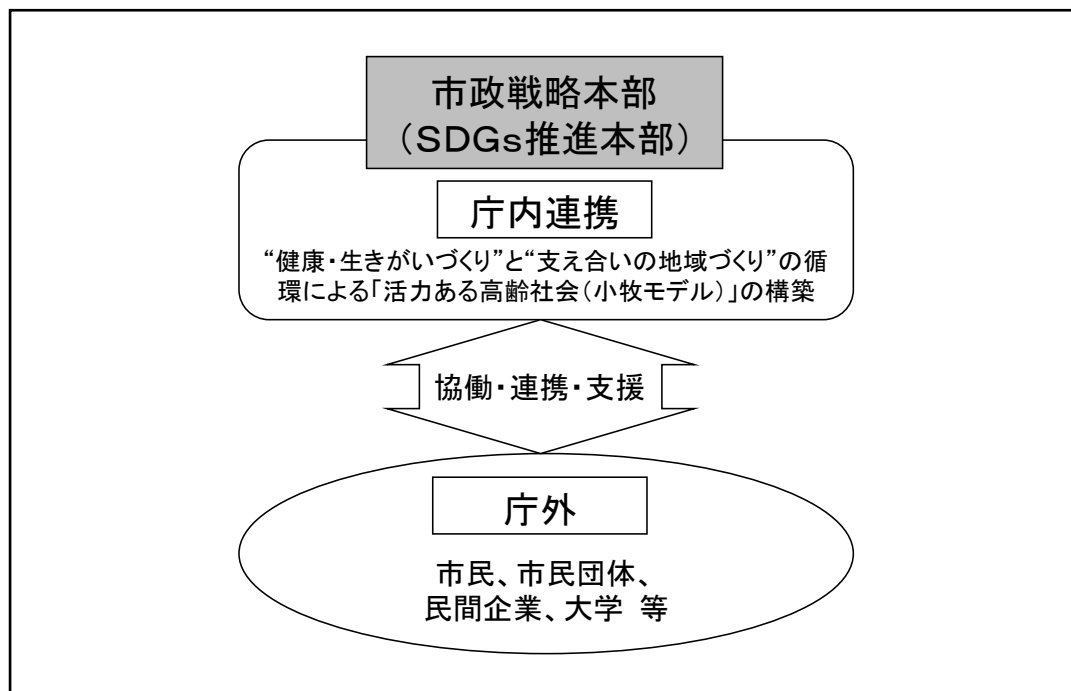 市政戦略本部
（ＳＤＧｓ推進本部）
庁内連携
“健康・生きがいづくり”と“支え合いの地域づくり”の循
環による「活力ある高齢社会（小牧モデル）」の構築
協働・連携・支援
庁外
市民、市民団体、
民間企業、大学 等